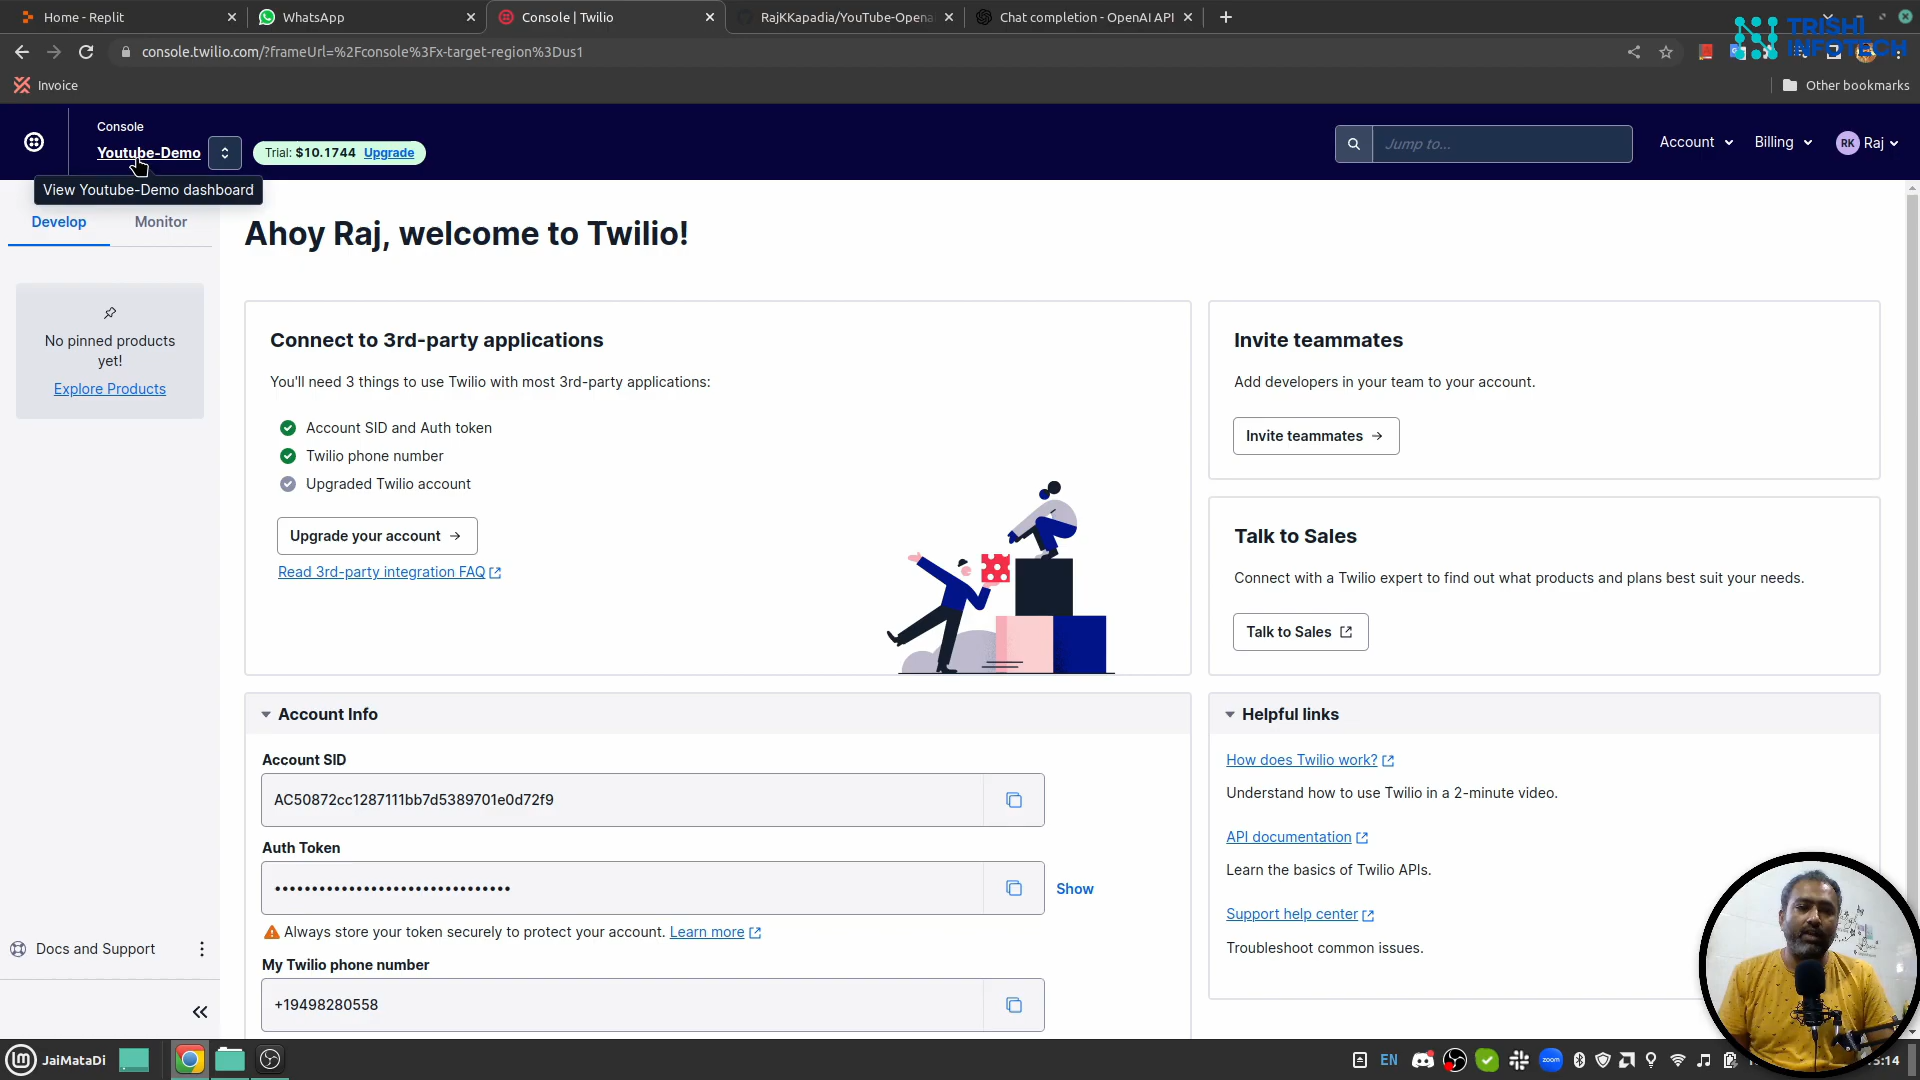 Home - Replit
WhatsApp
Console | Twilio
RajKKapadia/YouTube-Opena
Chat completion - OpenAI API
console.twilio.com/?frameUrl=%2Fconsole%3Fx-target-region%3Dus1
TRISHI
INFOTECH
Invoice
Other bookmarks
Console
Youtube-Demo
Trial: $10.1744 Upgrade
Jump to...
Account
Billing
RK Raj
View Youtube-Demo dashboard
Develop
Monitor
Ahoy Raj, welcome to Twilio!
No pinned products
yet!
Explore Products
Connect to 3rd-party applications
You'll need 3 things to use Twilio with most 3rd-party applications:
Account SID and Auth token
Twilio phone number
Upgraded Twilio account
Upgrade your account →
Read 3rd-party integration FAQ
Invite teammates
Add developers in your team to your account.
Invite teammates →
Talk to Sales
Connect with a Twilio expert to find out what products and plans best suit your needs.
Talk to Sales
Account Info
Account SID
AC50872cc1287111bb7d5389701e0d72f9
Auth Token
••••••••••••••••••••••••••••••••
Show
Always store your token securely to protect your account. Learn more
My Twilio phone number
+19498280558
Helpful links
How does Twilio work?
Understand how to use Twilio in a 2-minute video.
API documentation
Learn the basics of Twilio APIs.
Support help center
Troubleshoot common issues.
Docs and Support
JaiMataDi
EN
zoom